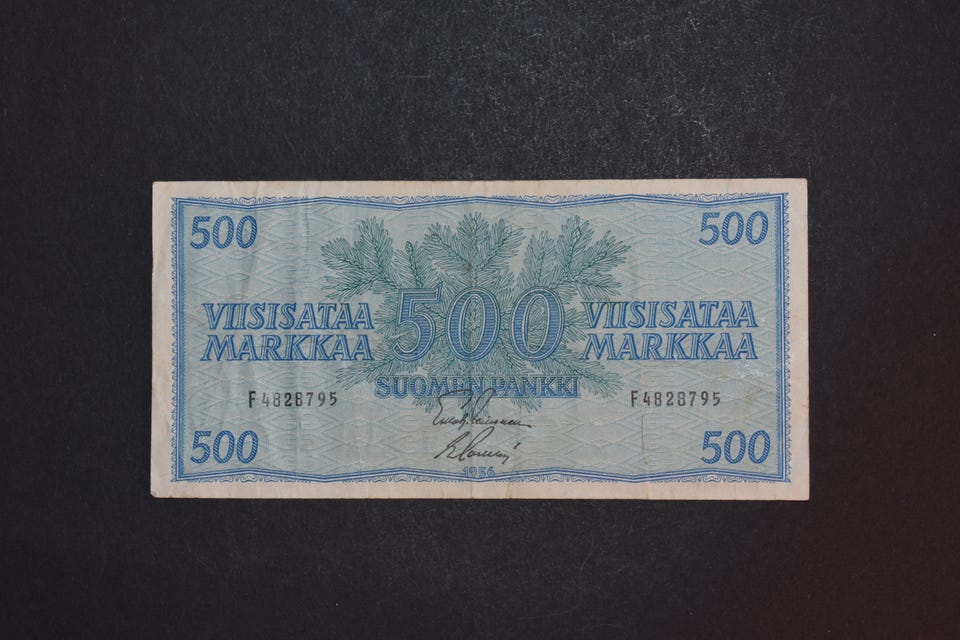 500 500
VIISISATAA 500 VIISISATAA
MARKKAA MARKKAA
SUOMEN PANKKI
F4828795 F4828795
500 500
1956